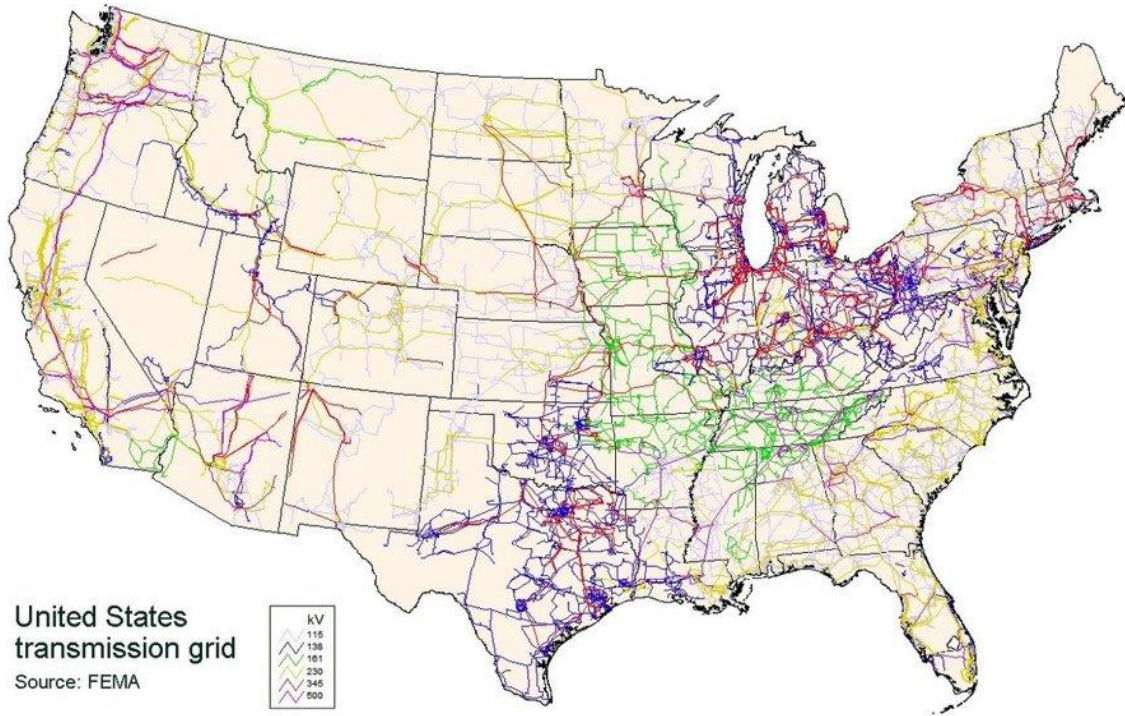 United States
transmission grid
Source: FEMA
kV
115
138
161
230
345
500